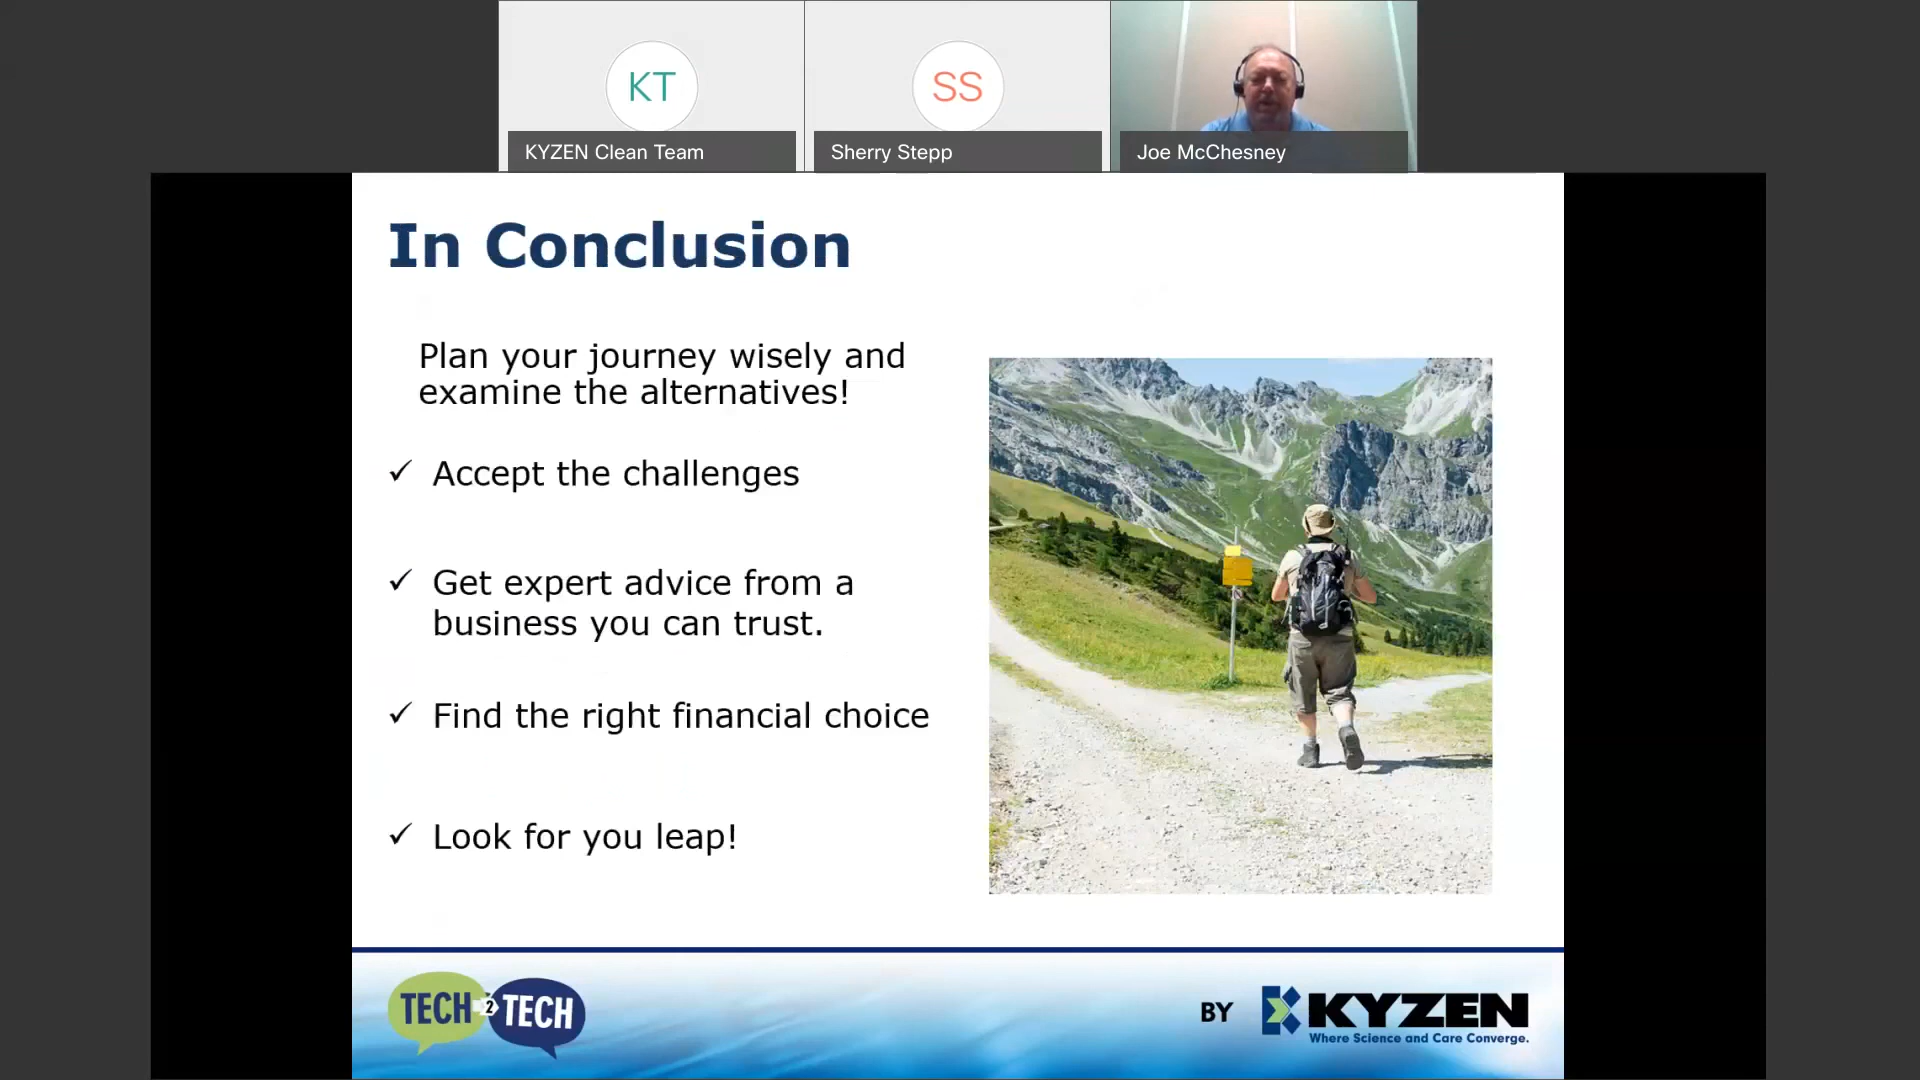 KT
SS
KYZEN Clean Team
Sherry Stepp
Joe McChesney
In Conclusion
Plan your journey wisely and
examine the alternatives!
✓ Accept the challenges
✓ Get expert advice from a
business you can trust.
✓ Find the right financial choice
✓ Look for you leap!
TECH 2 TECH
BY KYZEN
Where Science and Care Converge.